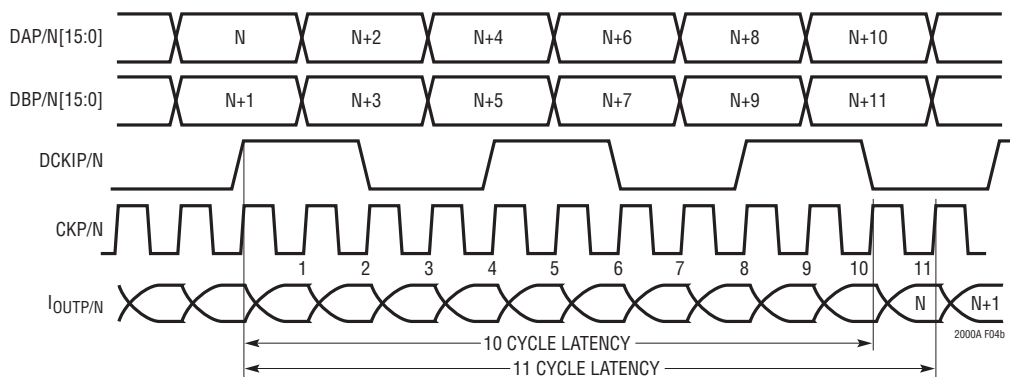 DAP/N[15:0] N N+2 N+4 N+6 N+8 N+10
DBP/N[15:0] N+1 N+3 N+5 N+7 N+9 N+11
DCKIP/N
CKP/N
1 2 3 4 5 6 7 8 9 10 11
IOUTP/N N N+1
2000A F04b
10 CYCLE LATENCY
11 CYCLE LATENCY